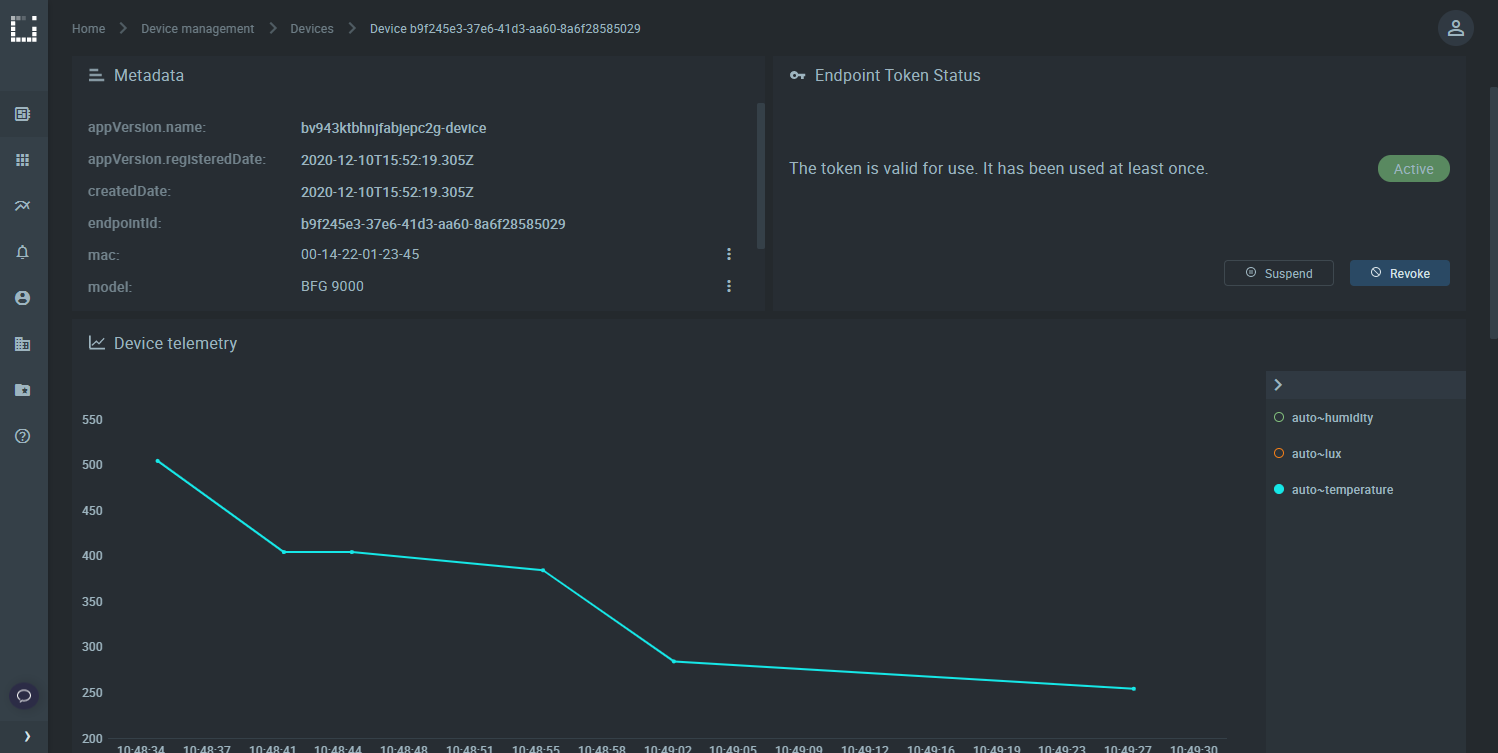 Home Device management Devices Device b9f245e3-37e6-41d3-aa60-8a6f28585029
Metadata
appVersion.name: bv943ktbhnjfabjepc2g-device
appVersion.registeredDate: 2020-12-10T15:52:19.305Z
createdDate: 2020-12-10T15:52:19.305Z
endpointId: b9f245e3-37e6-41d3-aa60-8a6f28585029
mac: 00-14-22-01-23-45
model: BFG 9000
Endpoint Token Status
The token is valid for use. It has been used at least once. Active
Suspend Revoke
Device telemetry
550
500
450
400
350
300
250
200
10:48:34 10:48:37 10:48:41 10:48:44 10:48:48 10:48:51 10:48:55 10:48:58 10:49:02 10:49:05 10:49:09 10:49:12 10:49:16 10:49:19 10:49:23 10:49:27 10:49:30
auto~humidity
auto~lux
auto~temperature